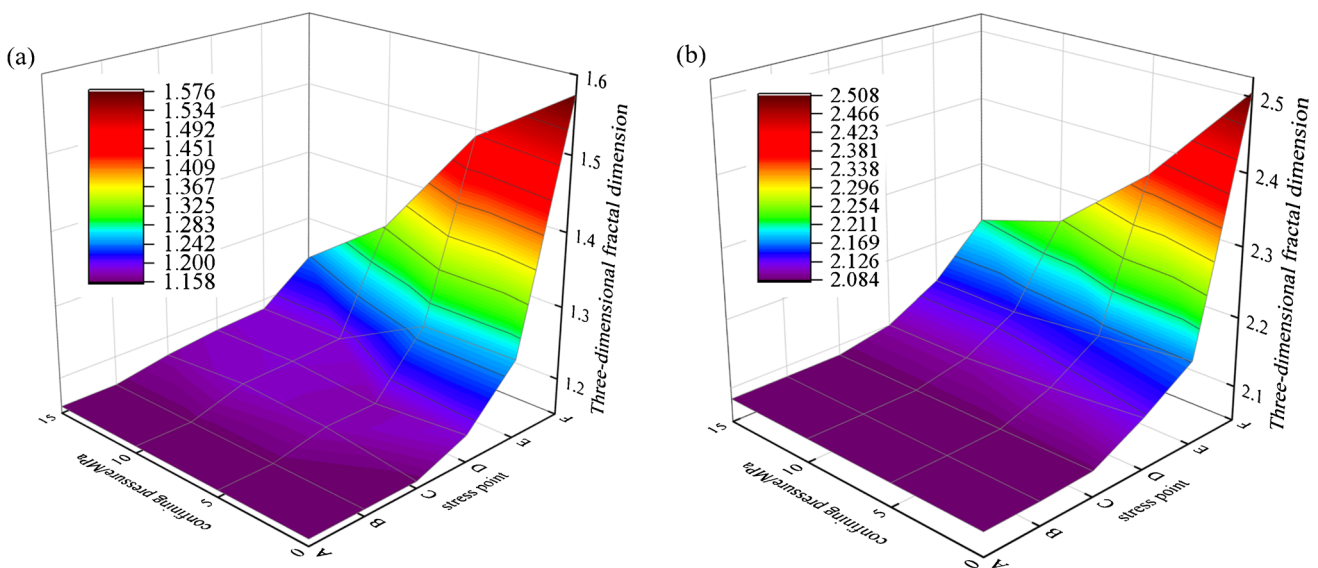 (a)
1.576
1.534
1.492
1.451
1.409
1.367
1.325
1.283
1.242
1.200
1.158
1.6
1.5
1.4
1.3
1.2
Three-dimensional fractal dimension
15
10
5
0
confining pressure/MPa
A
B
C
D
E
F
stress point
(b)
2.508
2.466
2.423
2.381
2.338
2.296
2.254
2.211
2.169
2.126
2.084
2.5
2.4
2.3
2.2
2.1
Three-dimensional fractal dimension
15
10
5
0
confining pressure/MPa
A
B
C
D
E
F
stress point